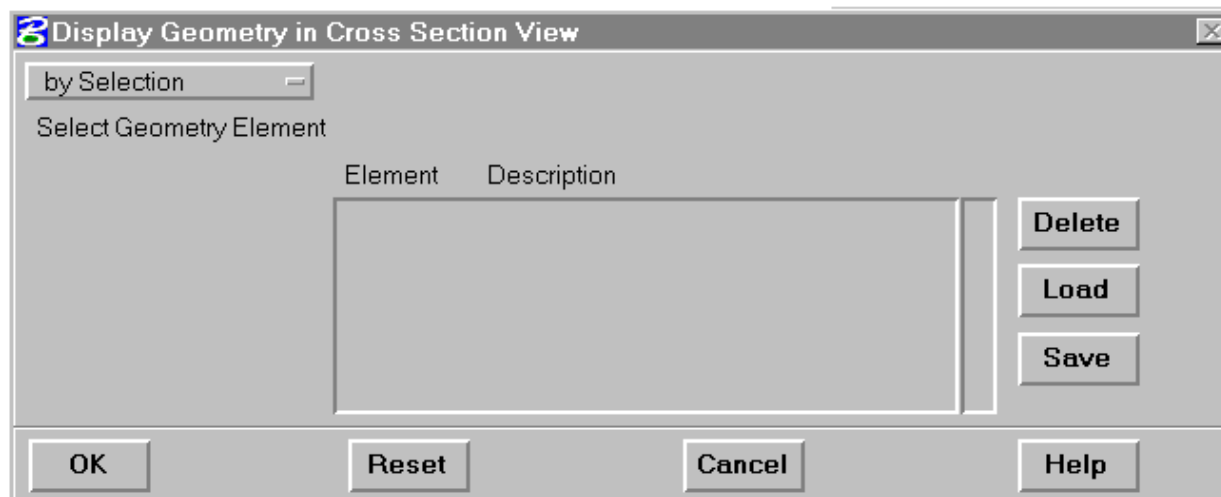 Display Geometry in Cross Section View
by Selection
Select Geometry Element
Element Description
Delete
Load
Save
OK Reset Cancel Help